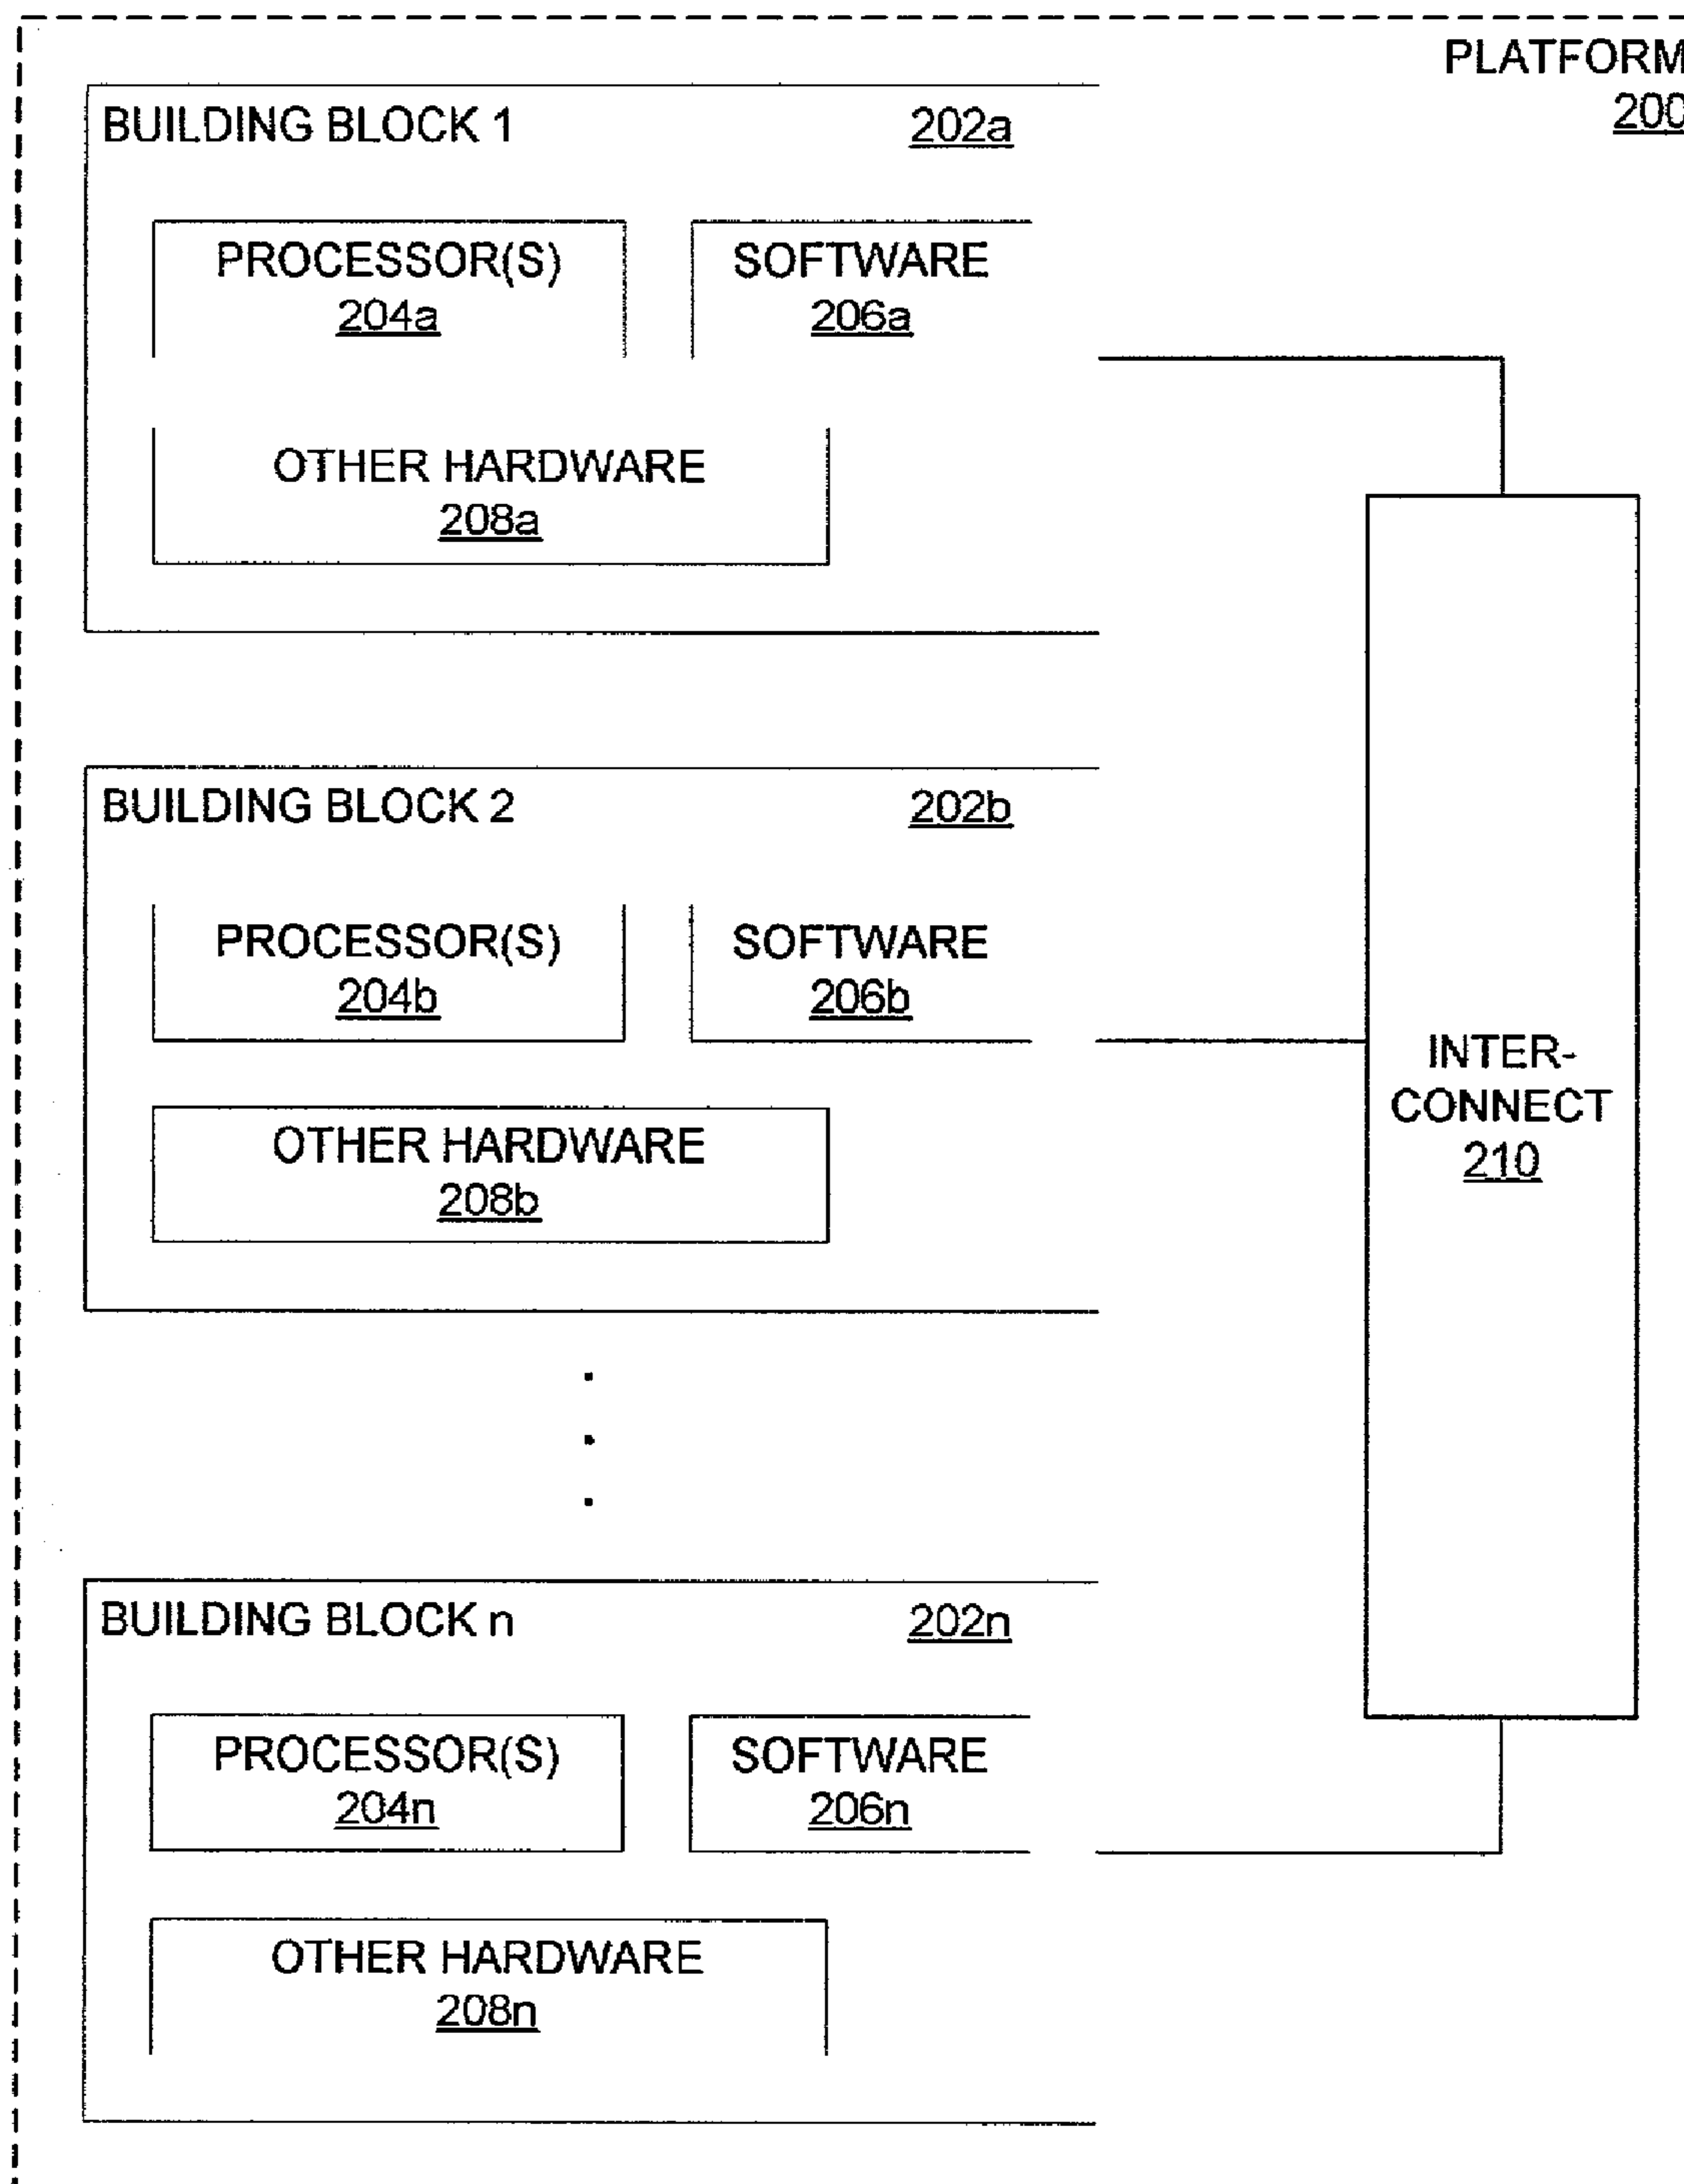 PLATFORM
200
BUILDING BLOCK 1 202a
PROCESSOR(S)
204a
SOFTWARE
206a
OTHER HARDWARE
208a
BUILDING BLOCK 2 202b
PROCESSOR(S)
204b
SOFTWARE
206b
OTHER HARDWARE
208b
INTER-
CONNECT
210
BUILDING BLOCK n 202n
PROCESSOR(S)
204n
SOFTWARE
206n
OTHER HARDWARE
208n